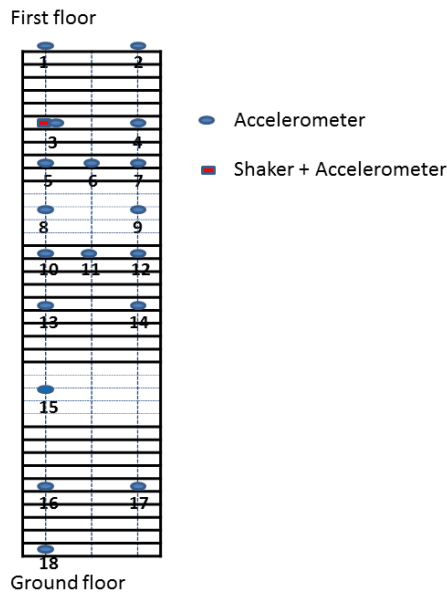 First floor
1 2
Accelerometer
3 4
Shaker + Accelerometer
5 6 7
8 9
10 11 12
13 14
15
16 17
18
Ground floor